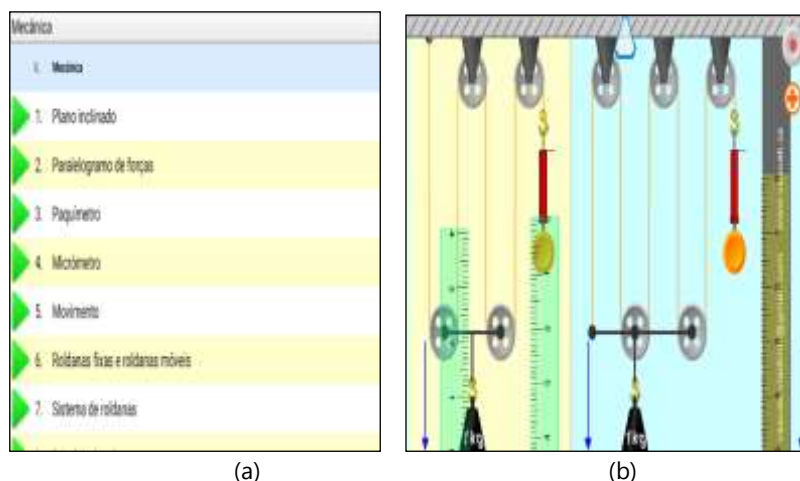 Mecânica
I. Mecânica
1. Plano inclinado
2. Paralelogramo de forças
3. Paquímetro
4. Micrômetro
5. Movimento
6. Roldanas fixas e roldanas móveis
7. Sistema de roldanas
1kg
1kg
(a)
(b)